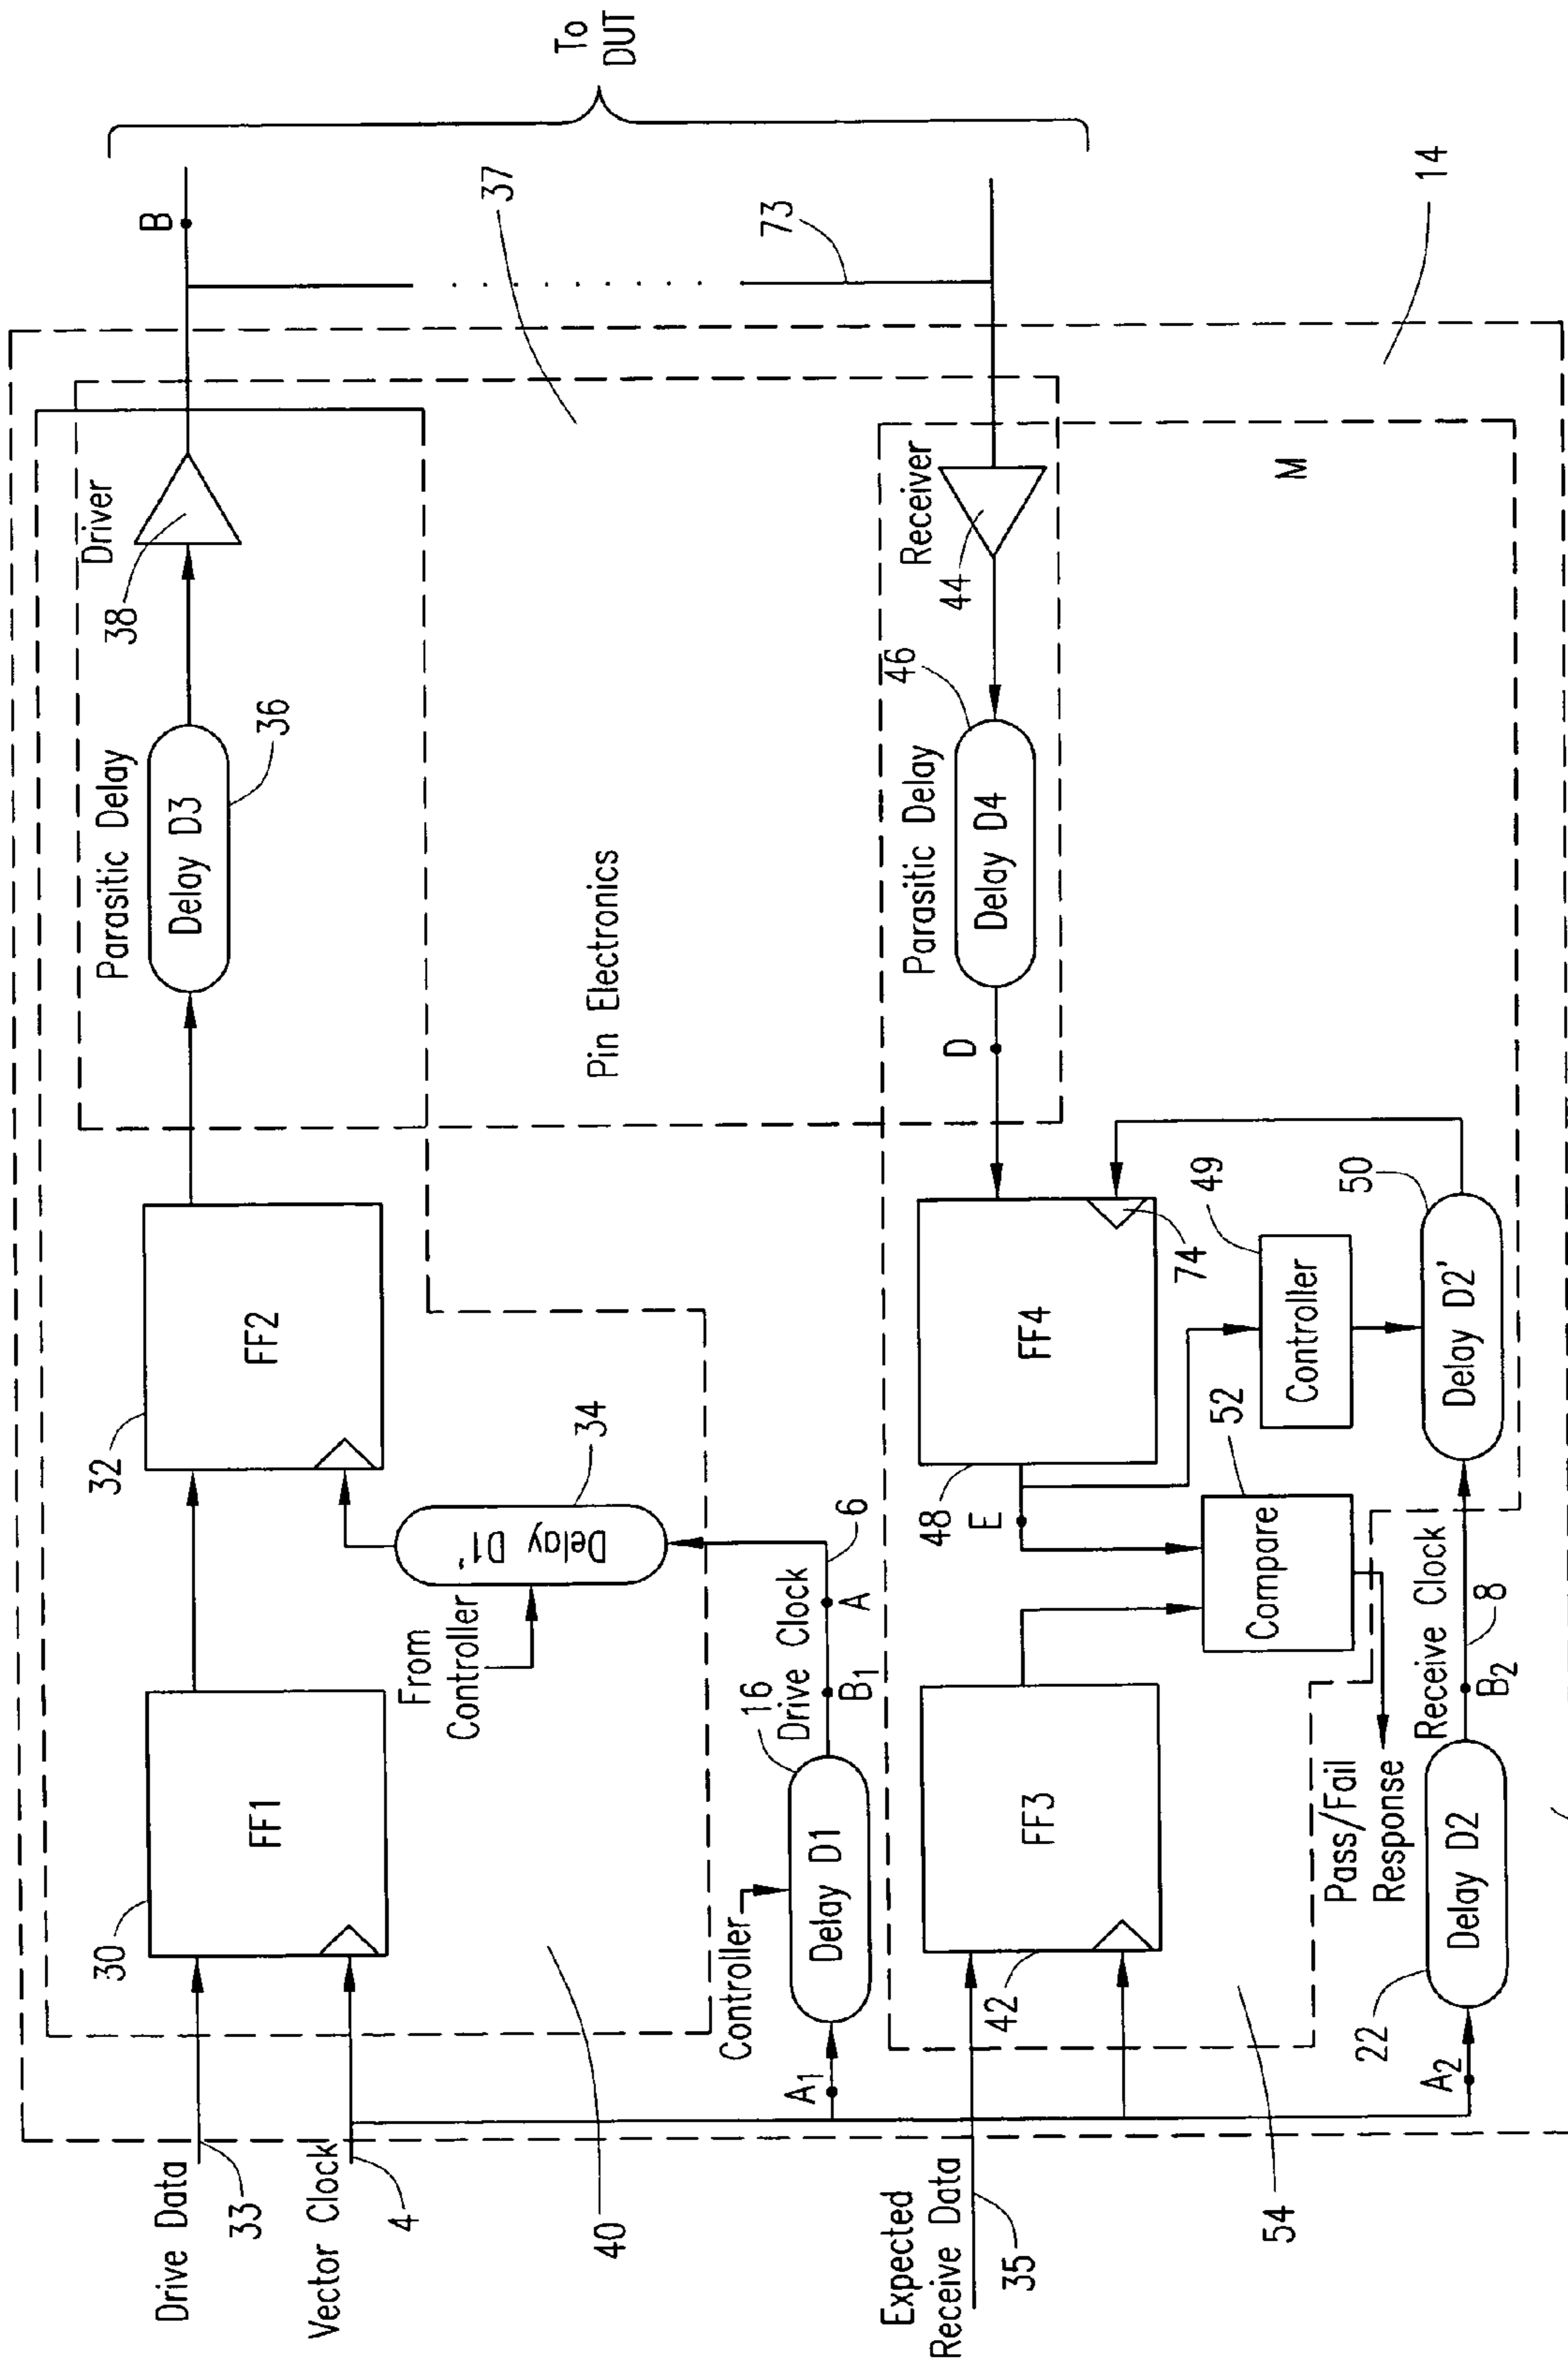 Drive Data
33
Vector Clock
4
40
Expected
Receive Data
35
54
30
FF1
32
FF2
From
Controller
Delay D1'
34
Parasitic Delay
Delay D3
36
Driver
38
B
To
DUT
37
73
14
Pin Electronics
Controller
Delay D1
16
Drive Clock
A1
B1
A
6
FF3
42
FF4
48
E
D
74
Parasitic Delay
Delay D4
46
Receiver
44
M
Compare
52
Controller
49
Pass/Fail
Response
A2
22
Delay D2
Receive Clock
B2
8
Delay D2'
50